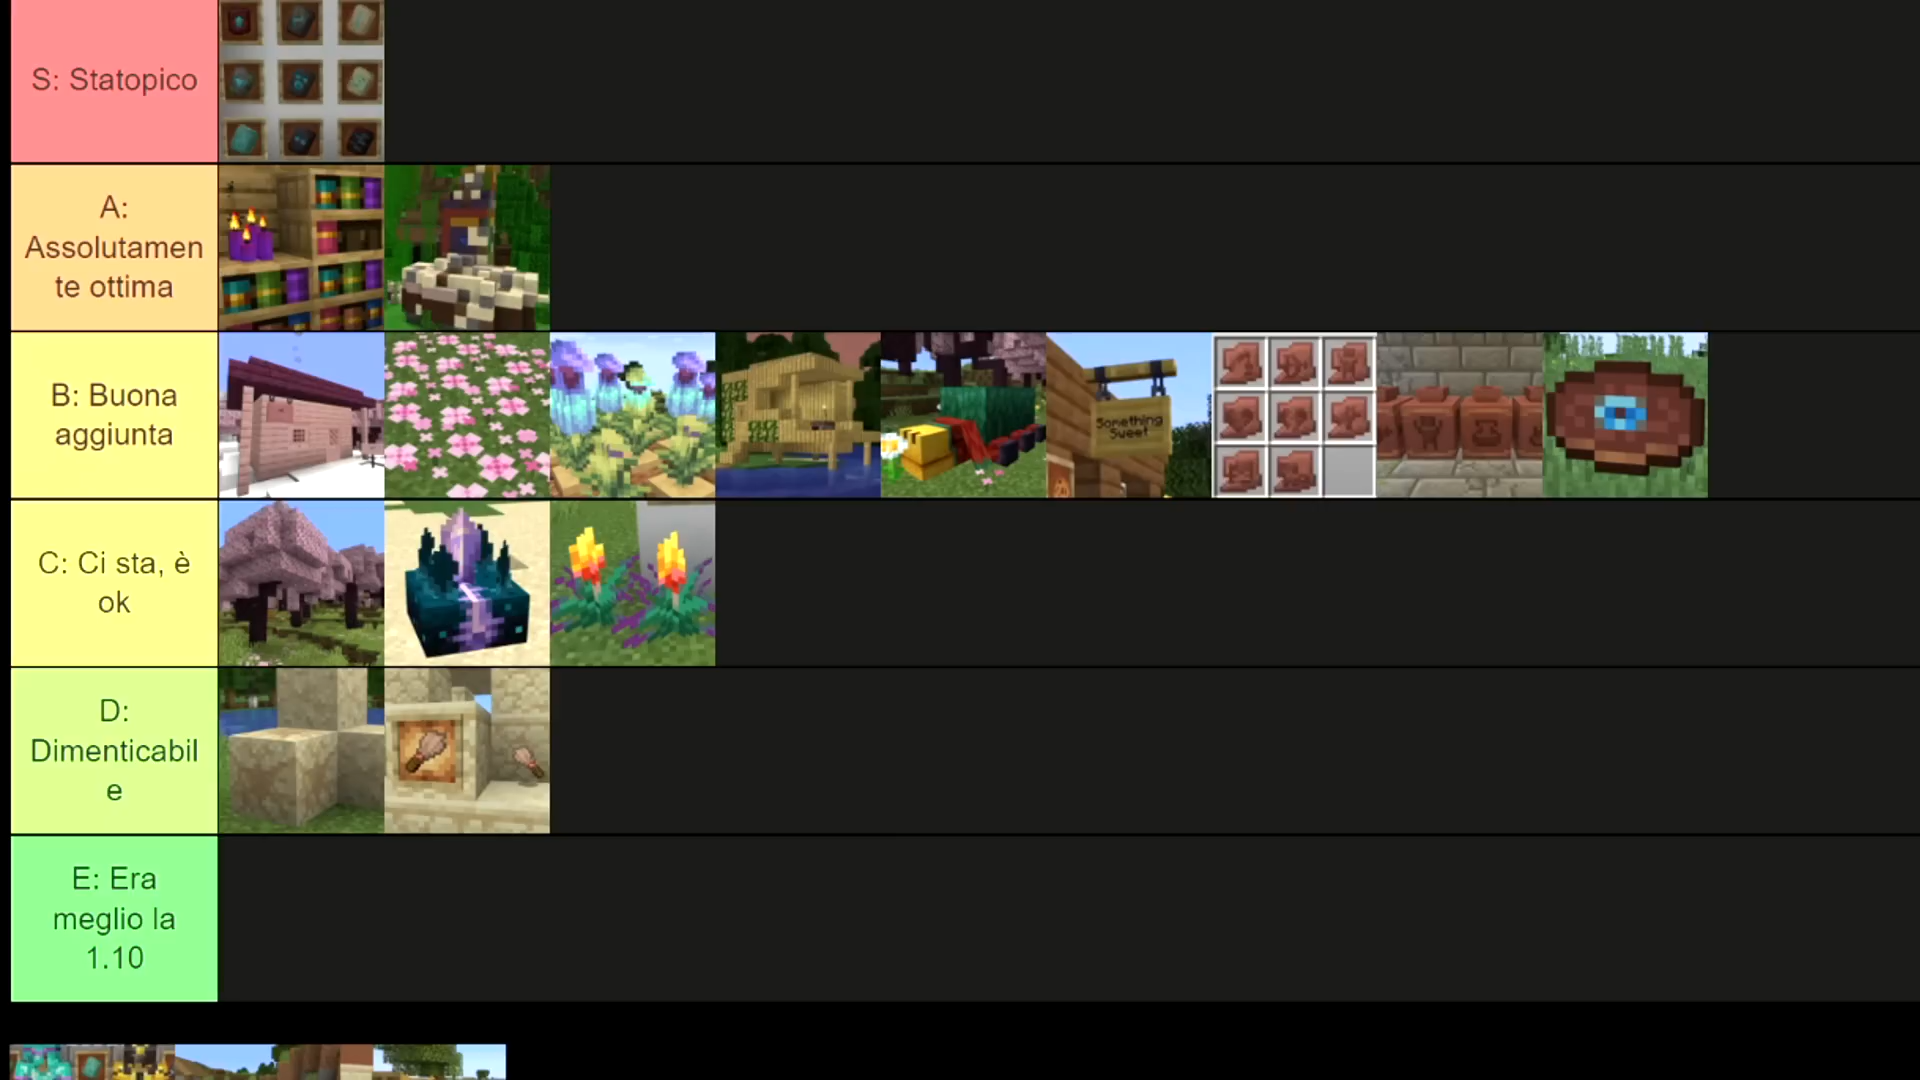 S: Statopico
A:
Assolutamen
te ottima
B: Buona
aggiunta
Something
Sweet
C: Ci sta, è
ok
D:
Dimenticabil
e
E: Era
meglio la
1.10